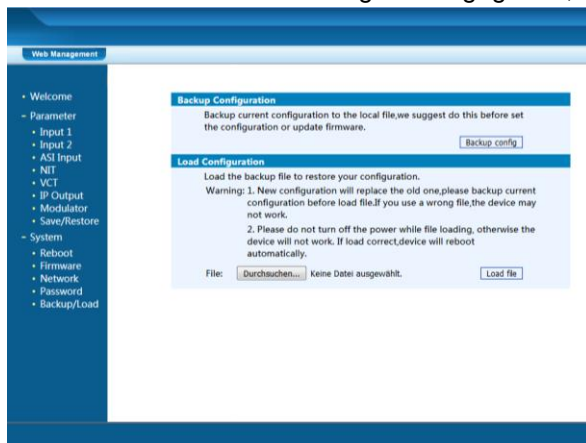 Web Management
• Welcome
- Parameter
• Input 1
• Input 2
• ASI Input
• NIT
• VCT
• IP Output
• Modulator
• Save/Restore
- System
• Reboot
• Firmware
• Network
• Password
• Backup/Load
Backup Configuration
Backup current configuration to the local file,we suggest do this before set
the configuration or update firmware.
Backup config
Load Configuration
Load the backup file to restore your configuration.
Warning: 1. New configuration will replace the old one,please backup current
configuration before load file.If you use a wrong file,the device may
not work.
2. Please do not turn off the power while file loading, otherwise the
device will not work. If load correct,device will reboot
automatically.
File: Durchsuchen... Keine Datei ausgewählt. Load file